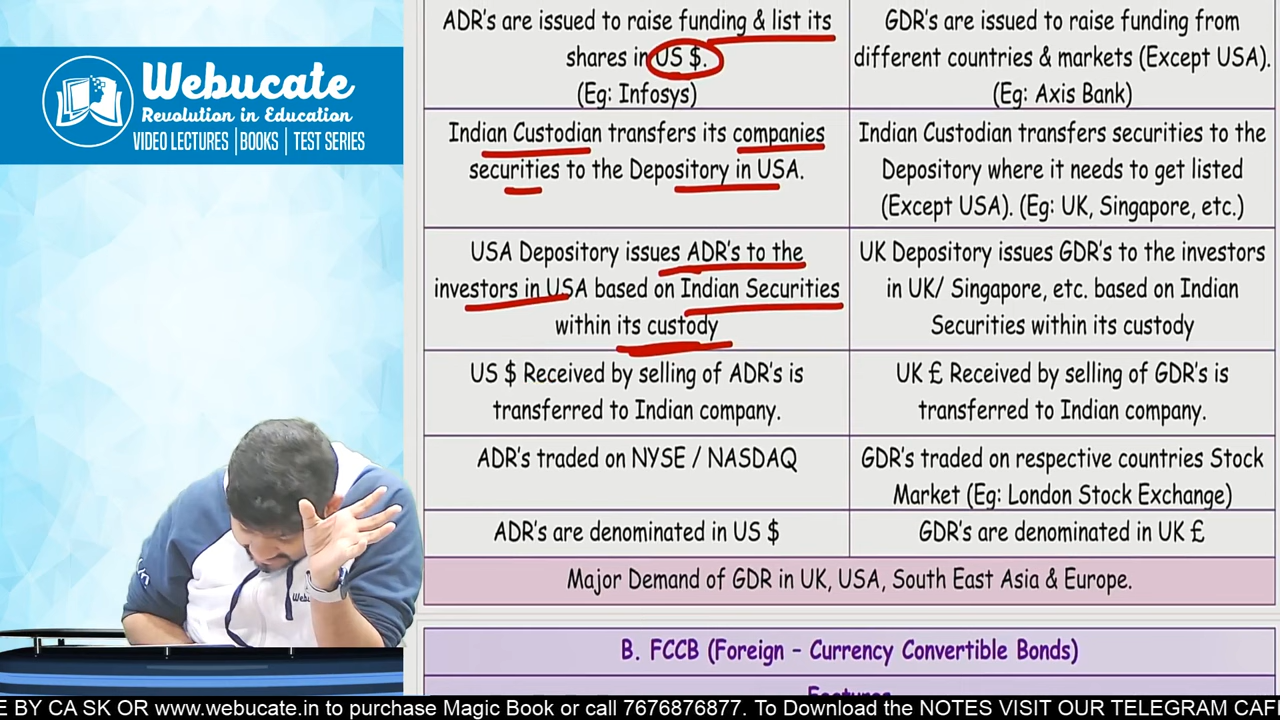 Webucate
Revolution in Education
VIDEO LECTURES | BOOKS | TEST SERIES
ADR's are issued to raise funding & list its
shares in US $.
(Eg: Infosys)
GDR's are issued to raise funding from
different countries & markets (Except USA).
(Eg: Axis Bank)
Indian Custodian transfers its companies
securities to the Depository in USA.
Indian Custodian transfers securities to the
Depository where it needs to get listed
(Except USA). (Eg: UK, Singapore, etc.)
USA Depository issues ADR's to the
investors in USA based on Indian Securities
within its custody
UK Depository issues GDR's to the investors
in UK/ Singapore, etc. based on Indian
Securities within its custody
US $ Received by selling of ADR's is
transferred to Indian company.
UK £ Received by selling of GDR's is
transferred to Indian company.
ADR's traded on NYSE / NASDAQ
GDR's traded on respective countries Stock
Market (Eg: London Stock Exchange)
ADR's are denominated in US $
GDR's are denominated in UK £
Major Demand of GDR in UK, USA, South East Asia & Europe.
B. FCCB (Foreign – Currency Convertible Bonds)
Features
E BY CA SK OR www.webucate.in to purchase Magic Book or call 7676876877. To Download the NOTES VISIT OUR TELEGRAM CAF